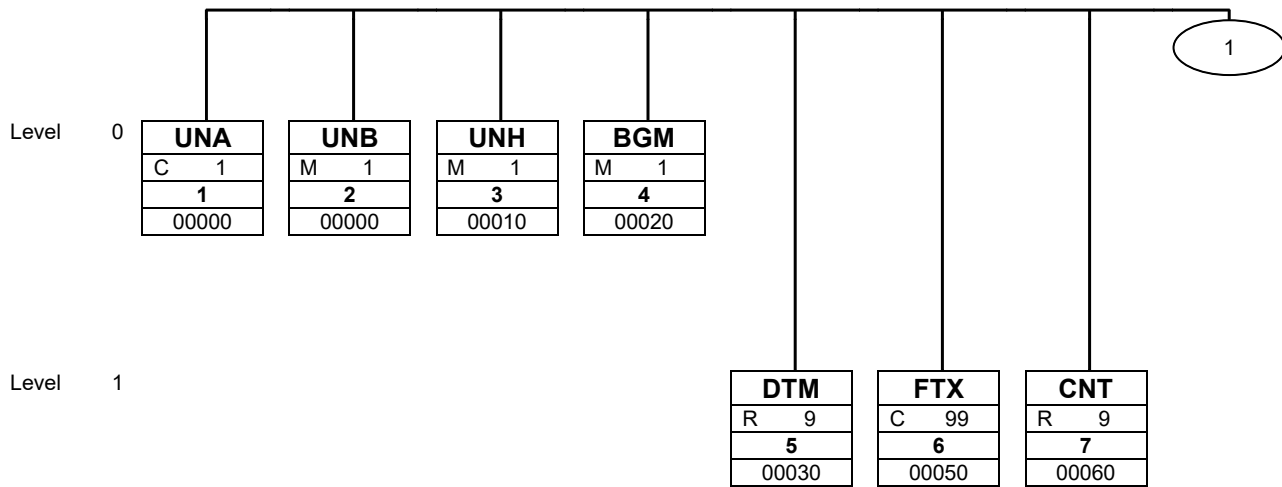 1
Level 0
UNA UNB UNH BGM
C 1 M 1 M 1 M 1
1 2 3 4
00000 00000 00010 00020
Level 1
DTM FTX CNT
R 9 C 99 R 9
5 6 7
00030 00050 00060